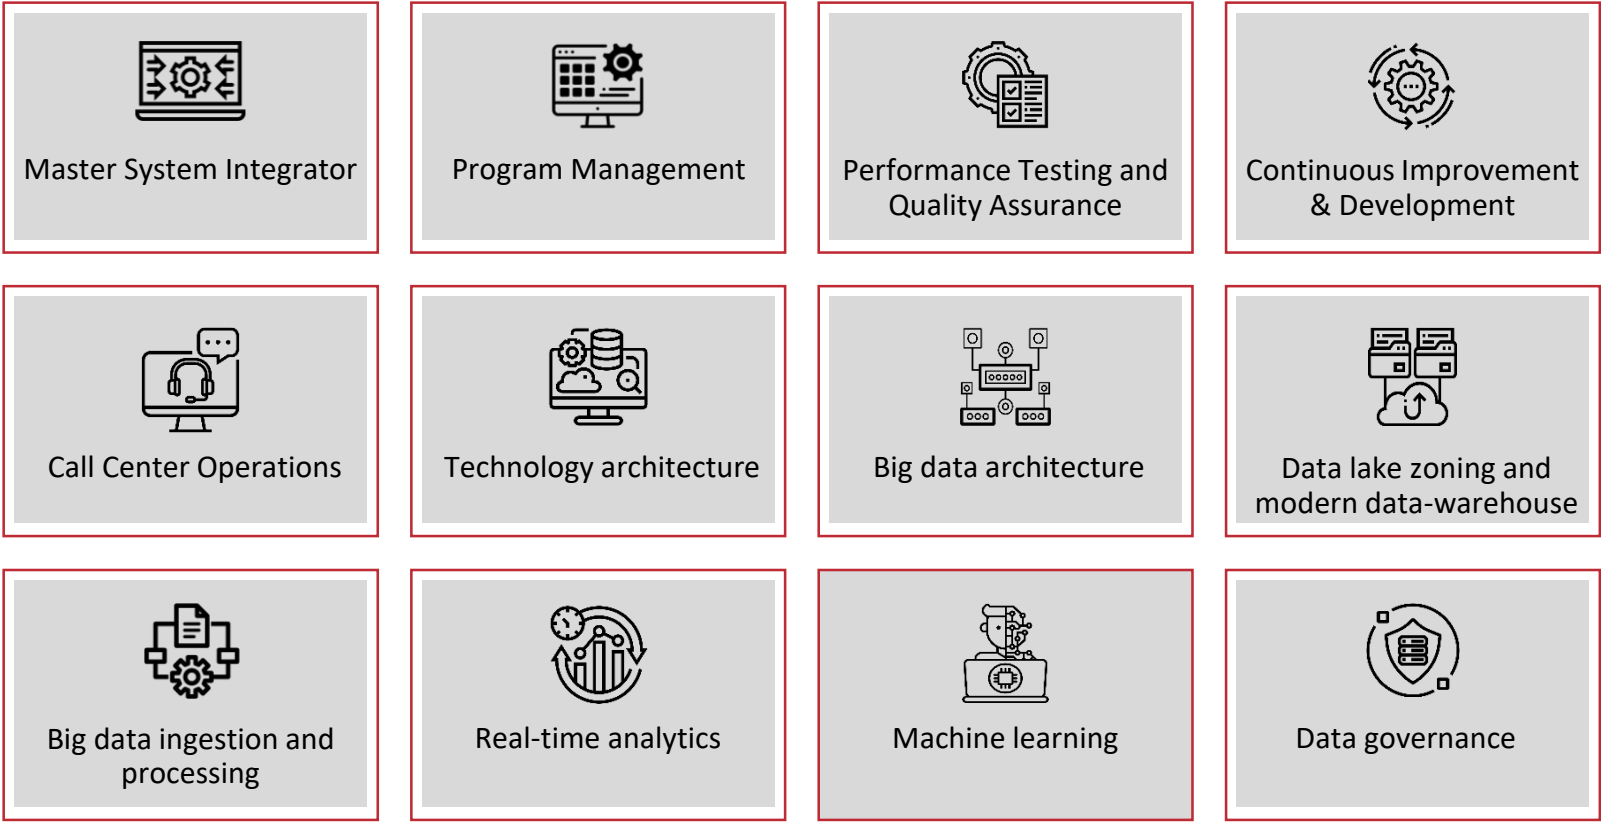 Master System Integrator
Program Management
Performance Testing and
Quality Assurance
Continuous Improvement
& Development
Call Center Operations
Technology architecture
Big data architecture
Data lake zoning and
modern data-warehouse
Big data ingestion and
processing
Real-time analytics
Machine learning
Data governance